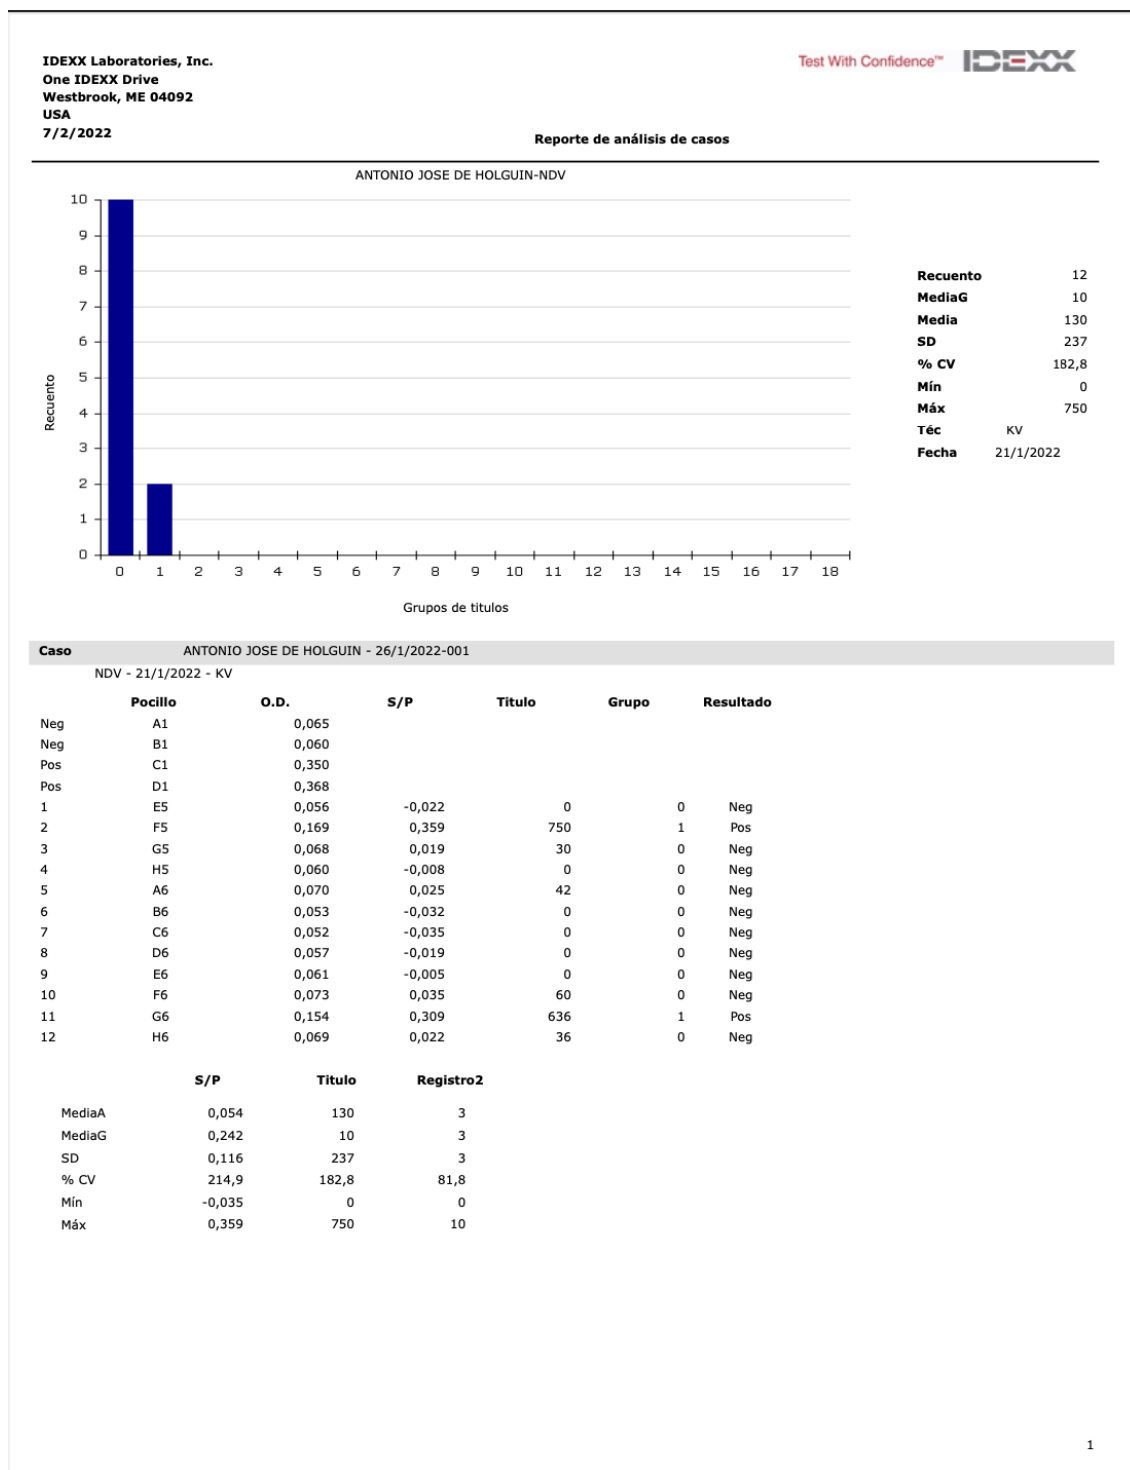 IDEXX Laboratories, Inc.
One IDEXX Drive
Westbrook, ME 04092
USA
7/2/2022
Test With Confidence™ IDEXX
Reporte de análisis de casos
ANTONIO JOSE DE HOLGUIN-NDV
10
9
8
7
6
5
4
3
2
1
0
Recuento
0 1 2 3 4 5 6 7 8 9 10 11 12 13 14 15 16 17 18
Grupos de titulos
Recuento 12
MediaG 10
Media 130
SD 237
% CV 182,8
Mín 0
Máx 750
Téc KV
Fecha 21/1/2022
Caso ANTONIO JOSE DE HOLGUIN - 26/1/2022-001
NDV - 21/1/2022 - KV
Pocillo O.D. S/P Titulo Grupo Resultado
Neg A1 0,065
Neg B1 0,060
Pos C1 0,350
Pos D1 0,368
1 E5 0,056 -0,022 0 0 Neg
2 F5 0,169 0,359 750 1 Pos
3 G5 0,068 0,019 30 0 Neg
4 H5 0,060 -0,008 0 0 Neg
5 A6 0,070 0,025 42 0 Neg
6 B6 0,053 -0,032 0 0 Neg
7 C6 0,052 -0,035 0 0 Neg
8 D6 0,057 -0,019 0 0 Neg
9 E6 0,061 -0,005 0 0 Neg
10 F6 0,073 0,035 60 0 Neg
11 G6 0,154 0,309 636 1 Pos
12 H6 0,069 0,022 36 0 Neg
S/P Titulo Registro2
MediaA 0,054 130 3
MediaG 0,242 10 3
SD 0,116 237 3
% CV 214,9 182,8 81,8
Mín -0,035 0 0
Máx 0,359 750 10
1